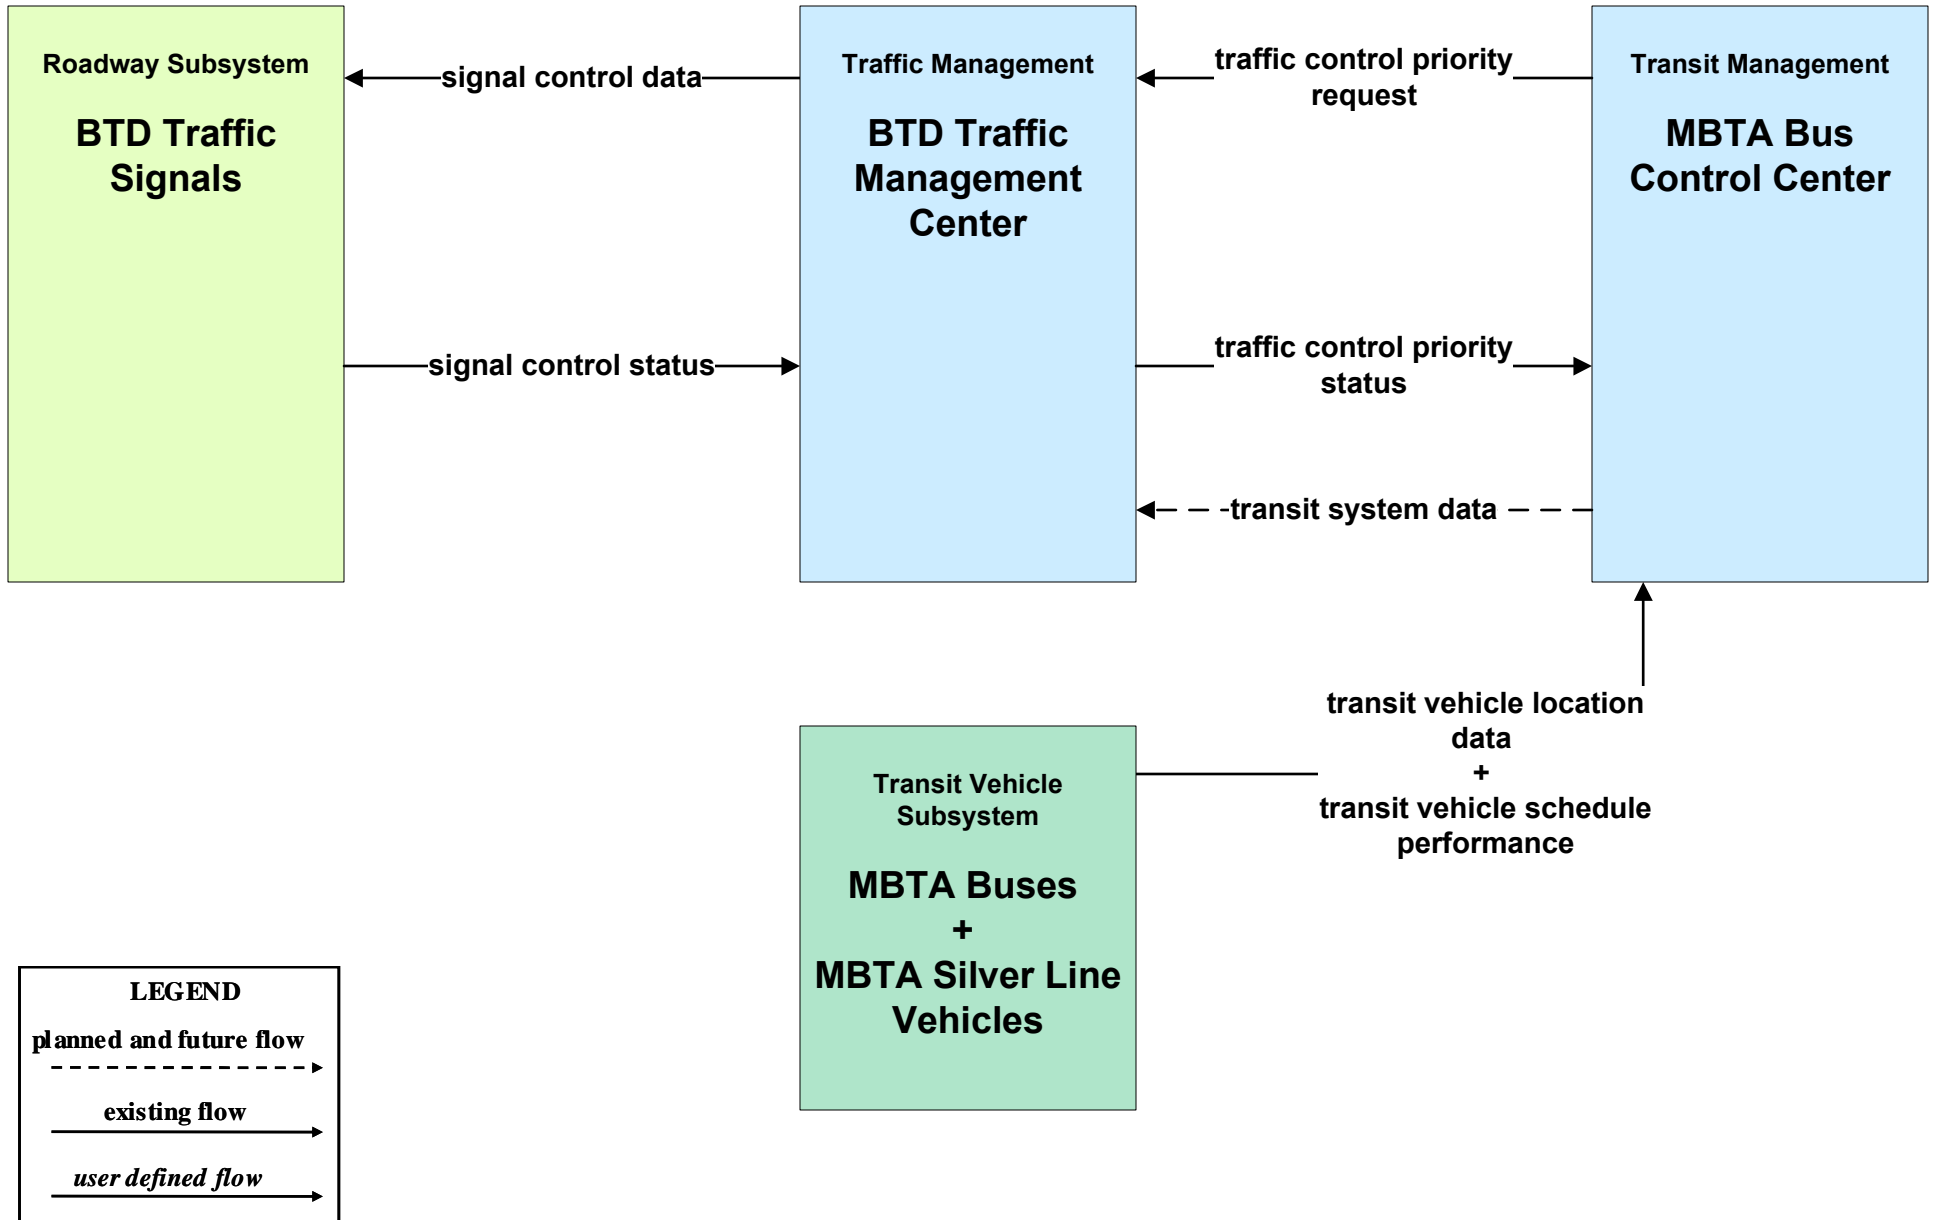 Roadway Subsystem
BTD Traffic
Signals
signal control data
signal control status
Traffic Management
BTD Traffic
Management
Center
traffic control priority
request
traffic control priority
status
transit system data
Transit Management
MBTA Bus
Control Center
transit vehicle location
data
+
transit vehicle schedule
performance
Transit Vehicle
Subsystem
MBTA Buses
+
MBTA Silver Line
Vehicles
LEGEND
planned and future flow
existing flow
user defined flow